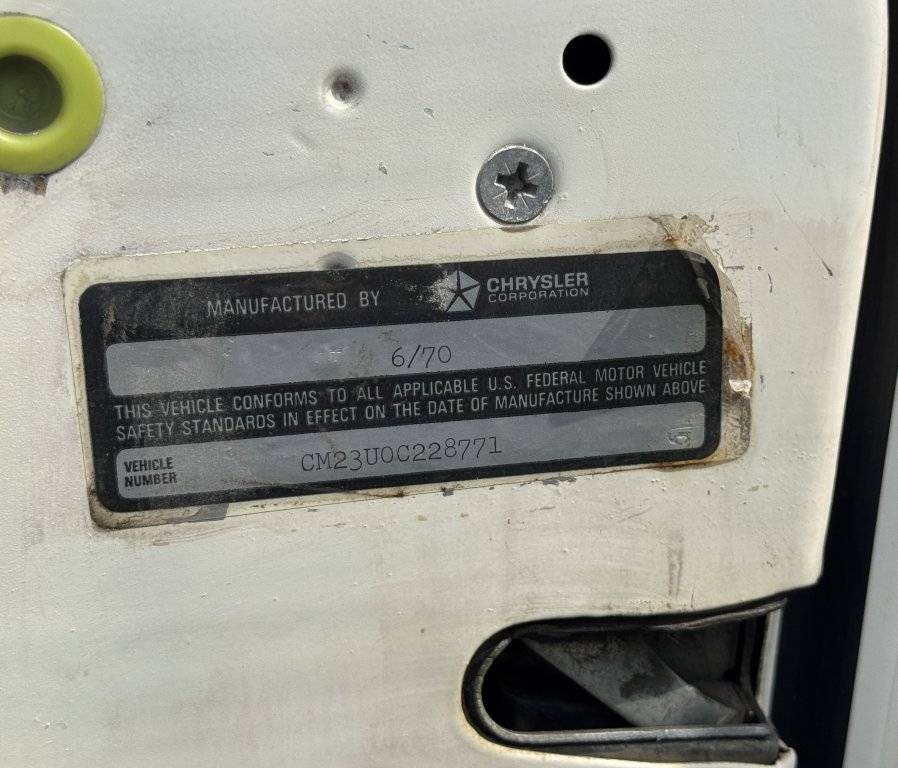 MANUFACTURED BY CHRYSLER CORPORATION
6/70
THIS VEHICLE CONFORMS TO ALL APPLICABLE U.S. FEDERAL MOTOR VEHICLE
SAFETY STANDARDS IN EFFECT ON THE DATE OF MANUFACTURE SHOWN ABOVE
VEHICLE NUMBER CM23U0C228771